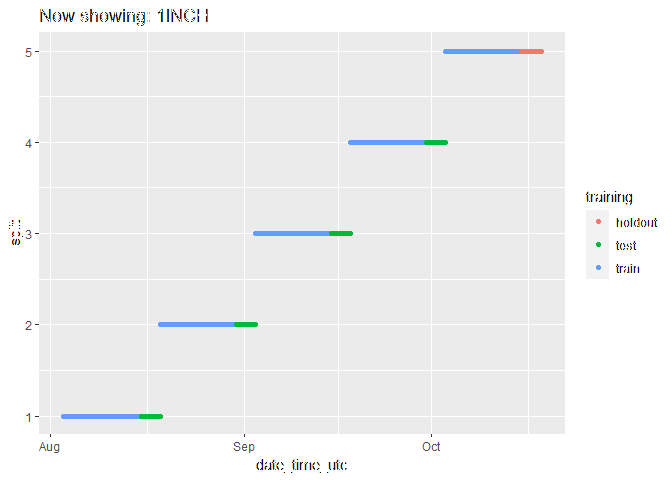 Now showing: 1INCH
5
4
3
2
1
split
Aug Sep Oct
date_time_utc
training
holdout
test
train